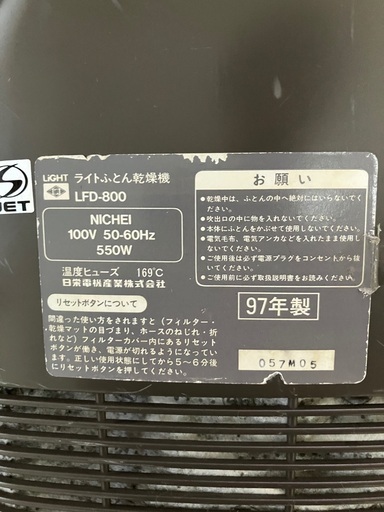 LiGHT ライトふとん乾燥機
LFD-800
NICHEI
100V 50-60Hz
550W
温度ヒューズ 169℃
日栄電機産業株式会社
リセットボタンについて
間違った使い方をされますと（フィルター・
乾燥マットの目づまり、ホースのねじれ・折
れなど）フィルターカバー内にあるリセット
ボタンが働き、電源が切れるようになってい
ます。正しい使用状態にしてから5〜6分後
にリセットボタンを押してください。
お願い
●乾燥中は、ふとんの中へ絶対にはいらないでく
ださい。
●吹出口の中に物を入れないでください。
●本体にふとんをかぶせて使用しないでください。
●電気毛布、電気アンカなどを入れて使用しない
でください。
●ご使用後は必ず電源プラグをコンセントから抜
いてください。
●ご使用前に必ず取扱説明書をお読みください。
97年製
057M05
JET